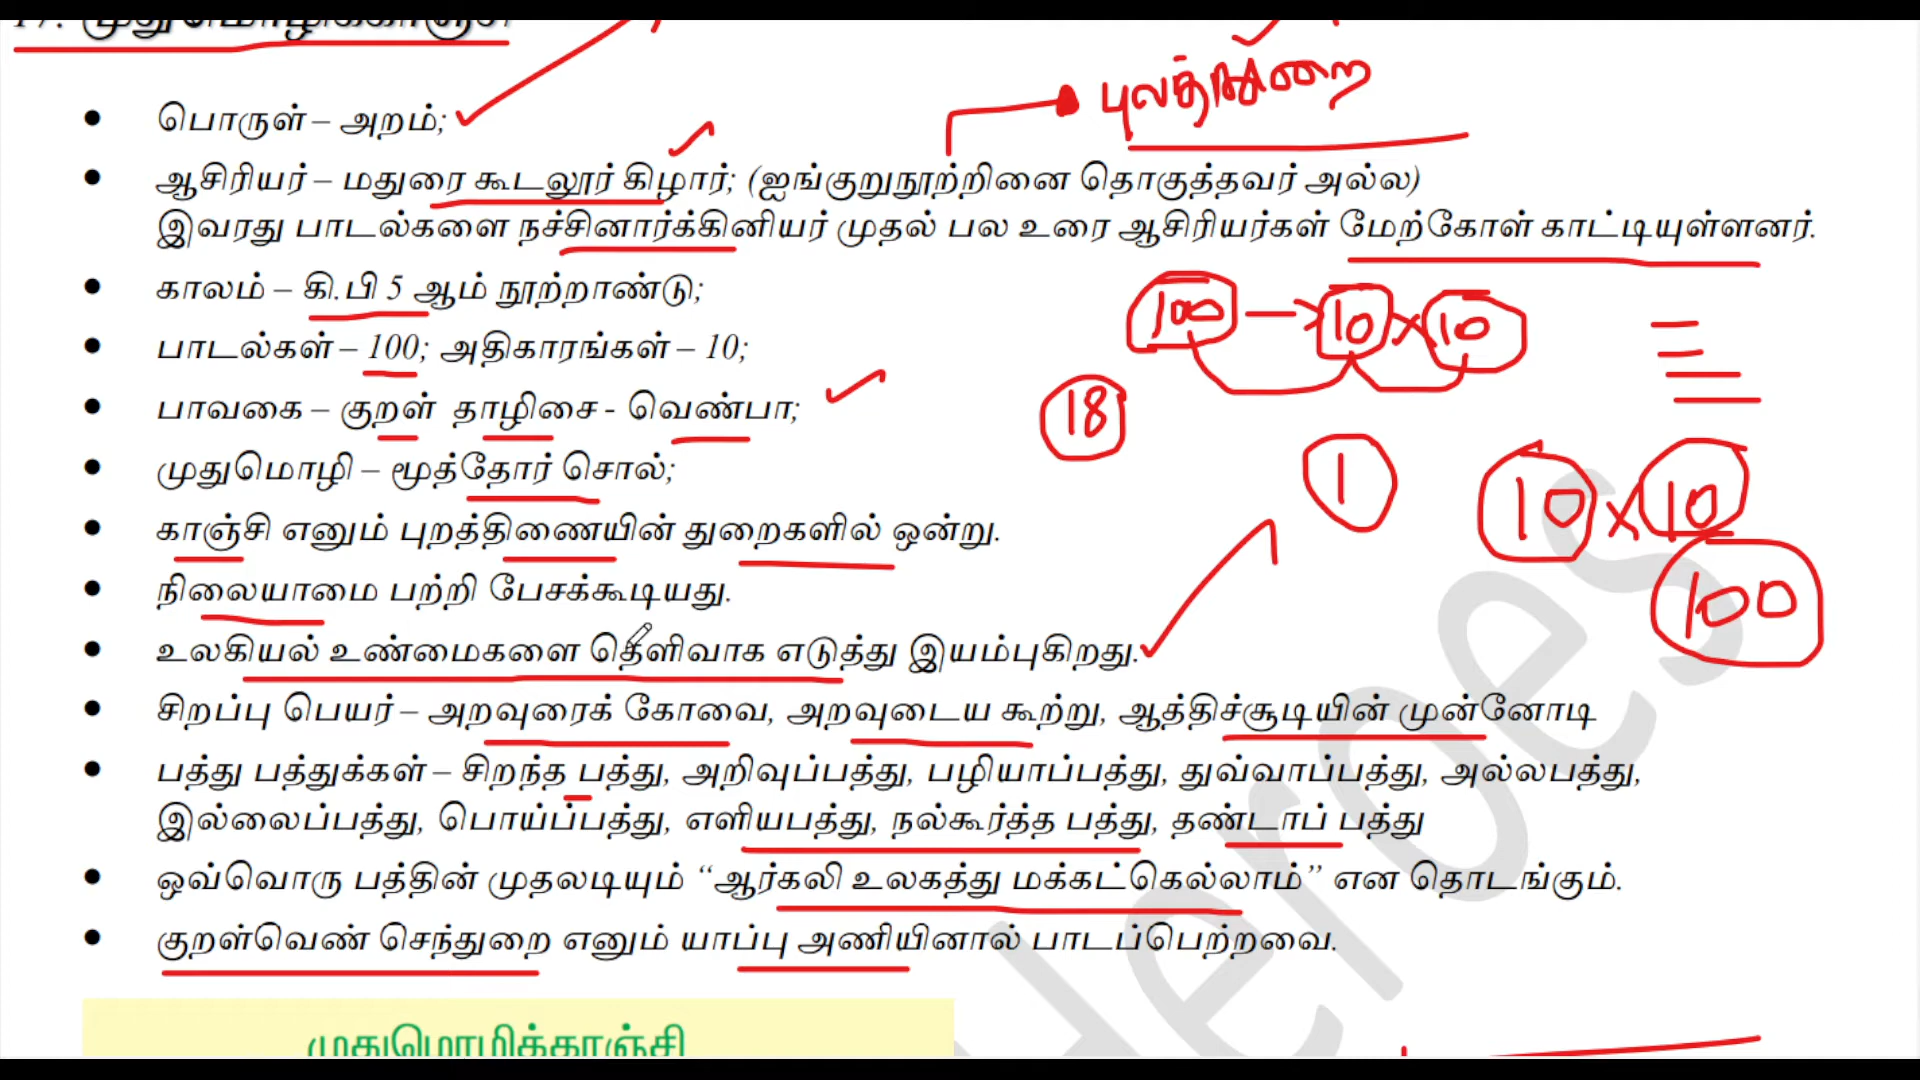 17. முதுமொழிக்காஞ்சி
புலத்துறை
● பொருள் – அறம்;
● ஆசிரியர் – மதுரை கூடலூர் கிழார்; (ஐங்குறுநூற்றினை தொகுத்தவர் அல்ல)
இவரது பாடல்களை நச்சினார்க்கினியர் முதல் பல உரை ஆசிரியர்கள் மேற்கோள் காட்டியுள்ளனர்.
● காலம் – கி.பி 5 ஆம் நூற்றாண்டு;
100 → 10 × 10
● பாடல்கள் – 100; அதிகாரங்கள் – 10;
● பாவகை – குறள் தாழிசை - வெண்பா;
18
● முதுமொழி – மூத்தோர் சொல்;
1
10 × 10
● காஞ்சி எனும் புறத்திணையின் துறைகளில் ஒன்று.
● நிலையாமை பற்றி பேசக்கூடியது.
100
● உலகியல் உண்மைகளை தெளிவாக எடுத்து இயம்புகிறது.
● சிறப்பு பெயர் – அறவுரைக் கோவை, அறவுடைய கூற்று, ஆத்திச்சூடியின் முன்னோடி
● பத்து பத்துக்கள் – சிறந்த பத்து, அறிவுப்பத்து, பழியாப்பத்து, துவ்வாப்பத்து, அல்லபத்து,
இல்லைப்பத்து, பொய்ப்பத்து, எளியபத்து, நல்கூர்த்த பத்து, தண்டாப் பத்து
● ஒவ்வொரு பத்தின் முதலடியும் “ஆர்கலி உலகத்து மக்கட்கெல்லாம்” என தொடங்கும்.
● குறள்வெண் செந்துறை எனும் யாப்பு அணியினால் பாடப்பெற்றவை.
முதுமொழிக்காஞ்சி